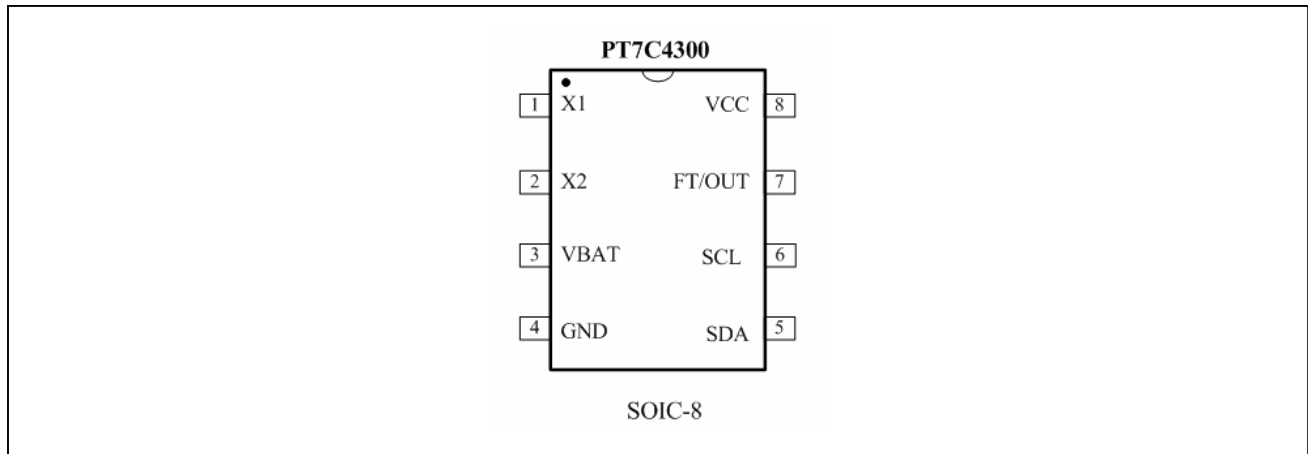 PT7C4300
1 X1 VCC 8
2 X2 FT/OUT 7
3 VBAT SCL 6
4 GND SDA 5
SOIC-8